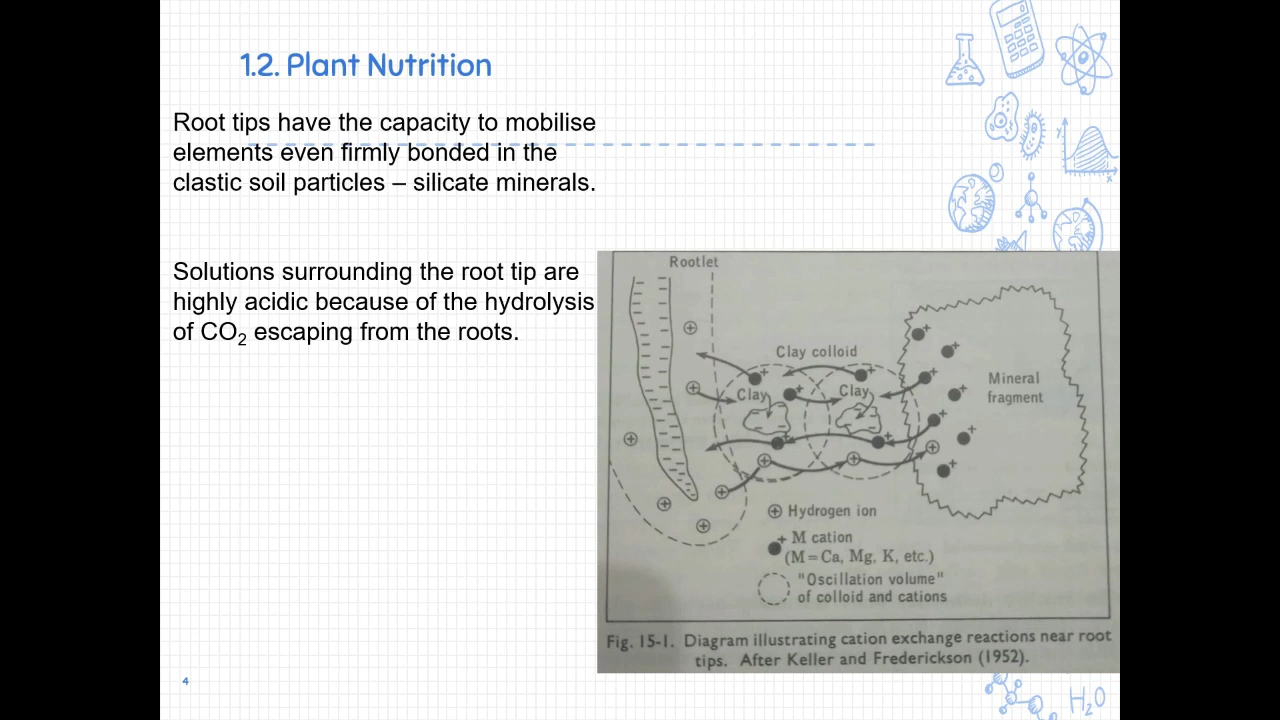 1.2. Plant Nutrition
Root tips have the capacity to mobilise
elements even firmly bonded in the
clastic soil particles – silicate minerals.
Solutions surrounding the root tip are
highly acidic because of the hydrolysis
of CO₂ escaping from the roots.
Rootlet
Clay colloid
Clay
Clay
Mineral
fragment
⊕ Hydrogen ion
+ M cation
(M=Ca, Mg, K, etc.)
"Oscillation volume"
of colloid and cations
Fig. 15-1. Diagram illustrating cation exchange reactions near root
tips. After Keller and Frederickson (1952).
4
y
x
H₂O